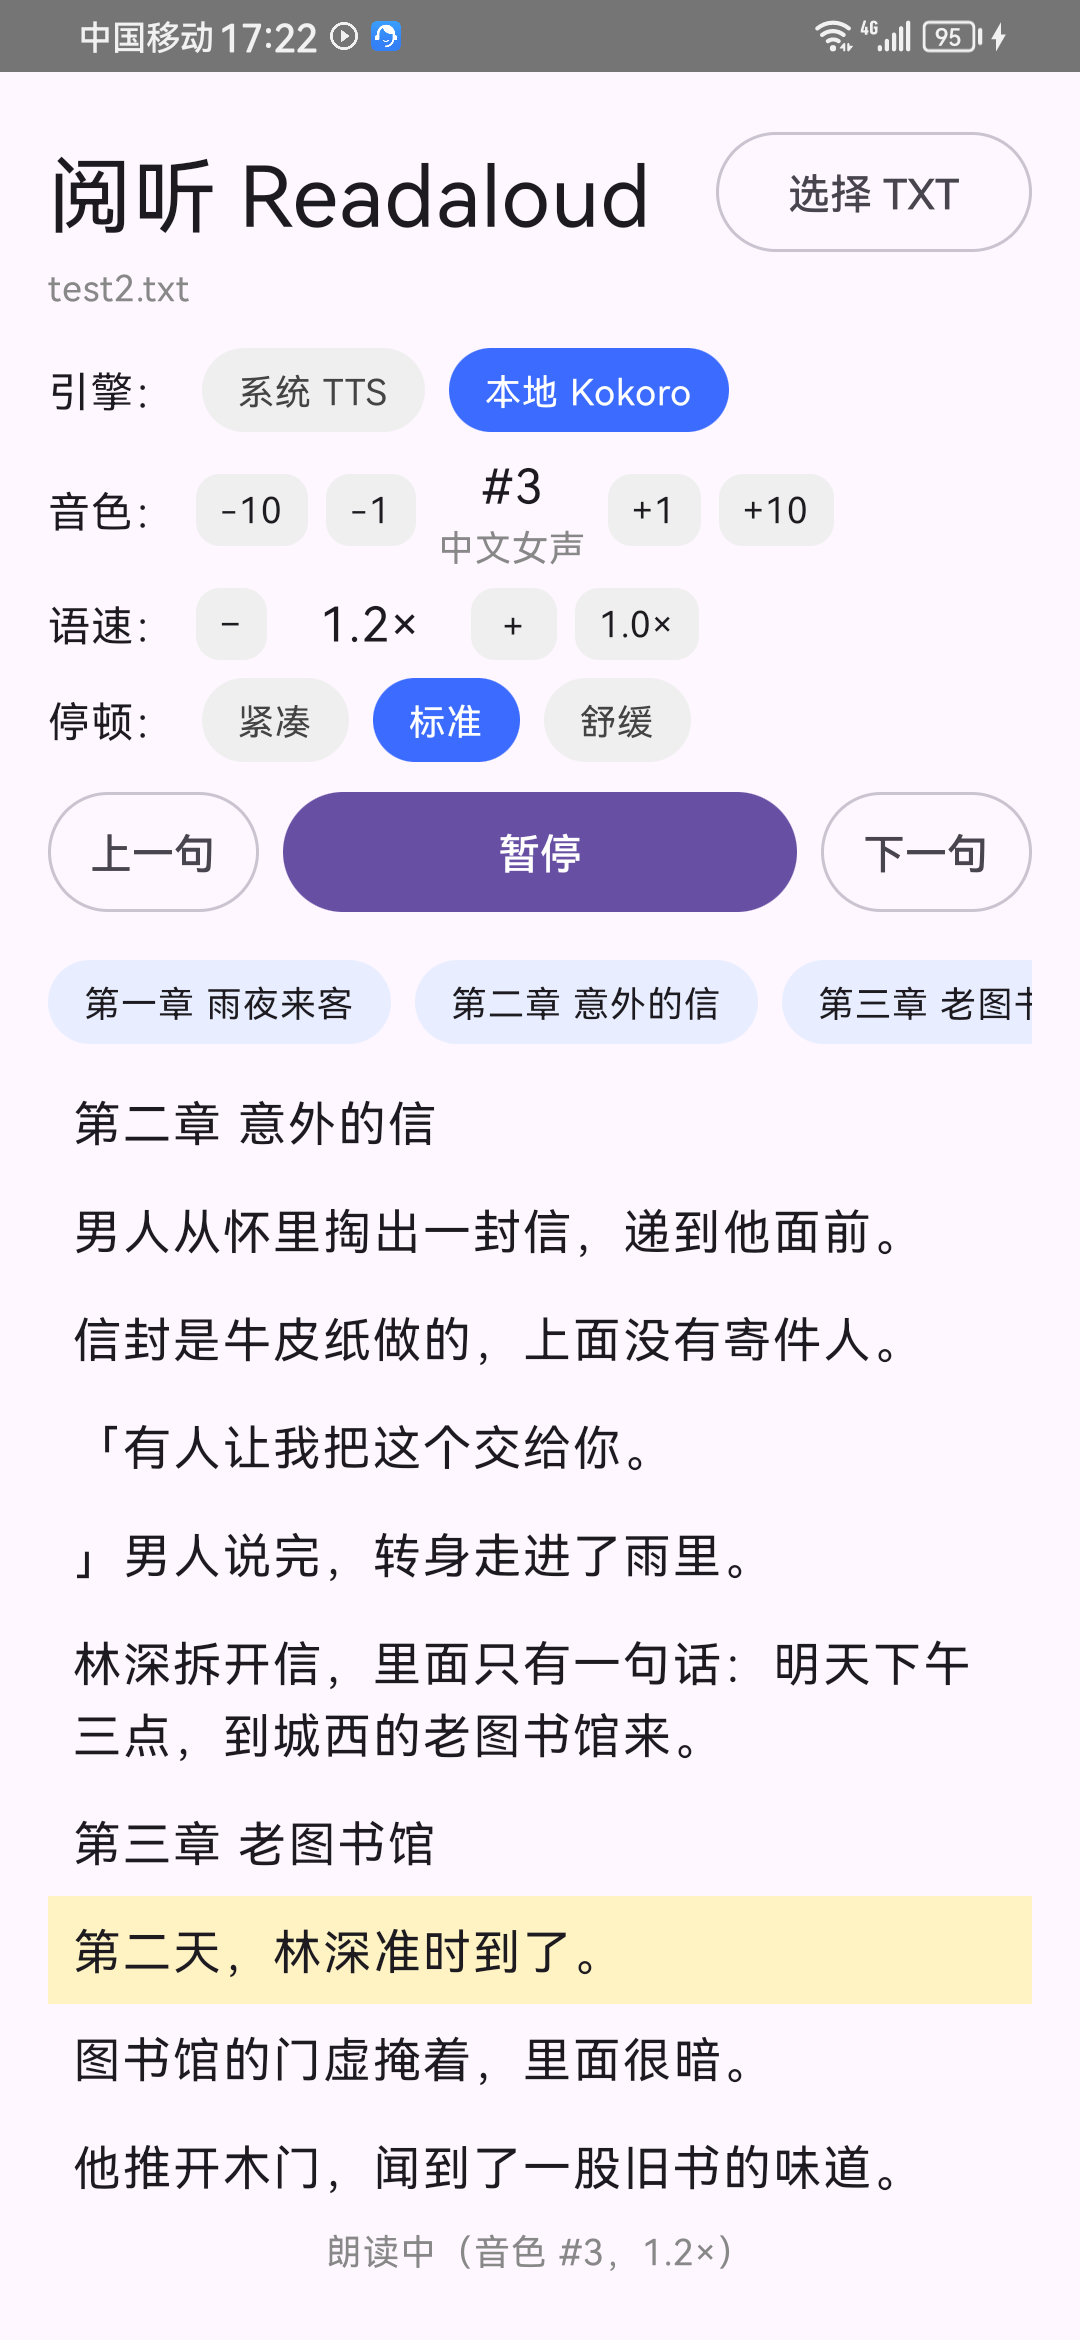 中国移动 17:22 4G 95
阅听 Readaloud 选择 TXT
test2.txt
引擎： 系统 TTS 本地 Kokoro
音色： -10 -1 #3 +1 +10
中文女声
语速： − 1.2× + 1.0×
停顿： 紧凑 标准 舒缓
上一句 暂停 下一句
第一章 雨夜来客 第二章 意外的信 第三章 老图
第二章 意外的信
男人从怀里掏出一封信，递到他面前。
信封是牛皮纸做的，上面没有寄件人。
「有人让我把这个交给你。
」男人说完，转身走进了雨里。
林深拆开信，里面只有一句话：明天下午
三点，到城西的老图书馆来。
第三章 老图书馆
第二天，林深准时到了。
图书馆的门虚掩着，里面很暗。
他推开木门，闻到了一股旧书的味道。
朗读中（音色 #3，1.2×）